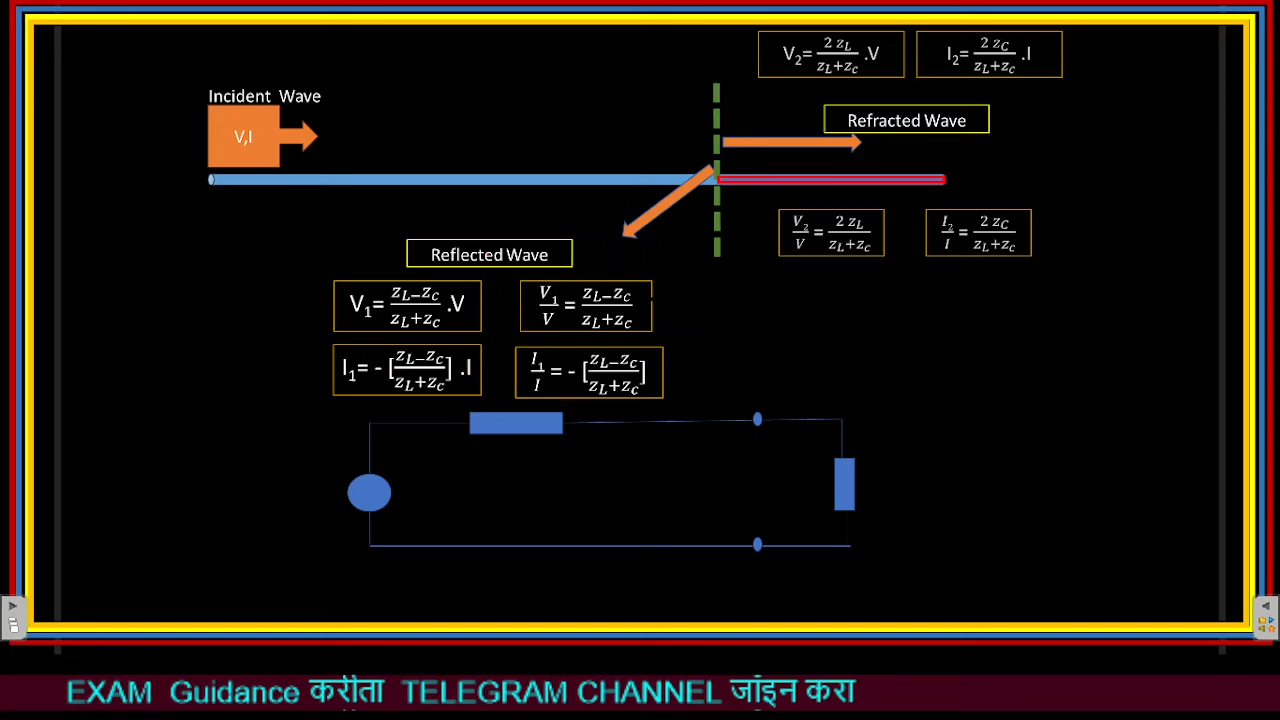 V₂= 2 z_L / z_L+z_c .V
I₂= 2 z_C / z_L+z_c .I
Incident Wave
V,I
Refracted Wave
V₂/V = 2 z_L / z_L+z_c
I₂/I = 2 z_C / z_L+z_c
Reflected Wave
V₁= z_L–z_c / z_L+z_c .V
V₁/V = z_L–z_c / z_L+z_c
I₁= - [z_L–z_c / z_L+z_c] .I
I₁/I = - [z_L–z_c / z_L+z_c]
EXAM Guidance करीता TELEGRAM CHANNEL जॉइन करा